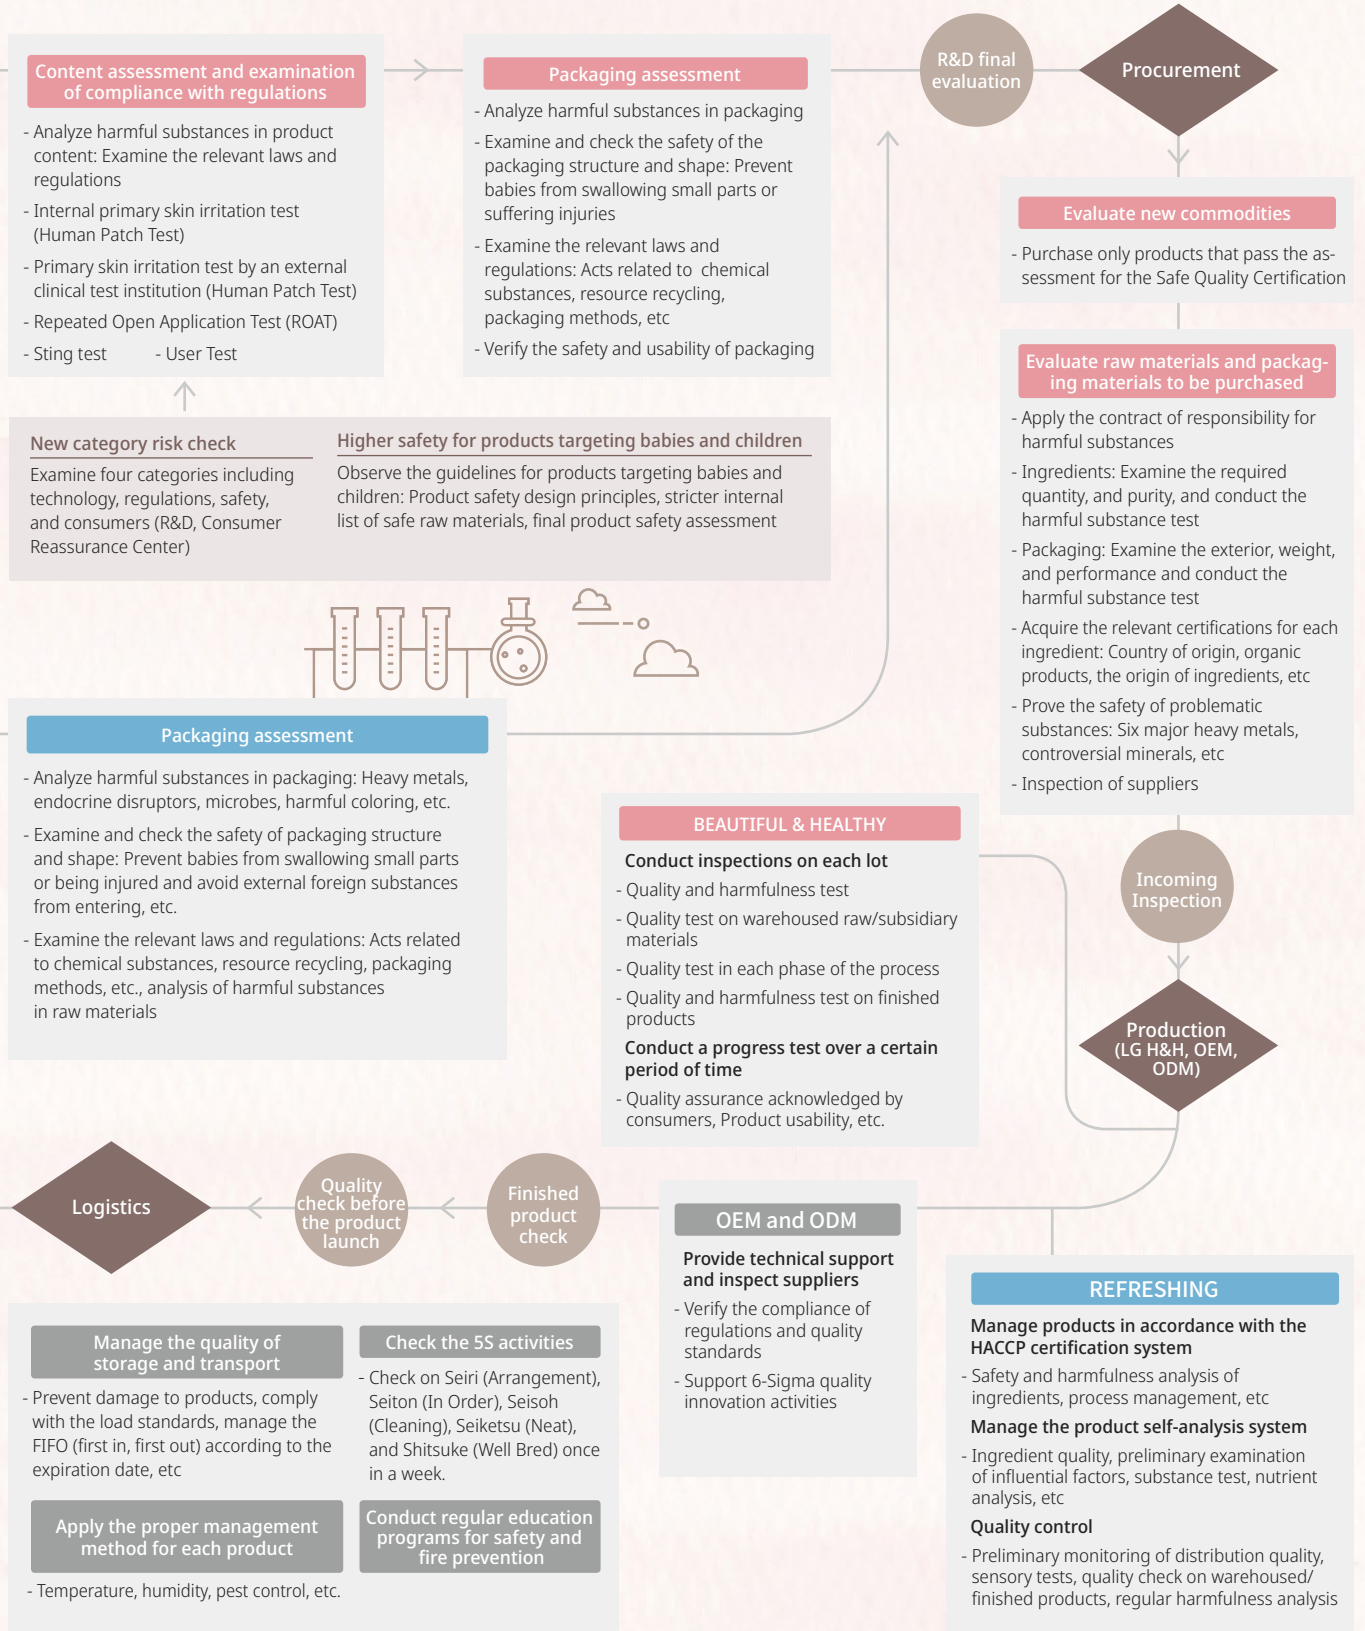 Content assessment and examination
of compliance with regulations
- Analyze harmful substances in product
content: Examine the relevant laws and
regulations
- Internal primary skin irritation test
(Human Patch Test)
- Primary skin irritation test by an external
clinical test institution (Human Patch Test)
- Repeated Open Application Test (ROAT)
- Sting test - User Test
Packaging assessment
- Analyze harmful substances in packaging
- Examine and check the safety of the
packaging structure and shape: Prevent
babies from swallowing small parts or
suffering injuries
- Examine the relevant laws and
regulations: Acts related to chemical
substances, resource recycling,
packaging methods, etc
- Verify the safety and usability of packaging
R&D final
evaluation
Procurement
Evaluate new commodities
- Purchase only products that pass the as-
sessment for the Safe Quality Certification
Evaluate raw materials and packag-
ing materials to be purchased
- Apply the contract of responsibility for
harmful substances
- Ingredients: Examine the required
quantity, and purity, and conduct the
harmful substance test
- Packaging: Examine the exterior, weight,
and performance and conduct the
harmful substance test
- Acquire the relevant certifications for each
ingredient: Country of origin, organic
products, the origin of ingredients, etc
- Prove the safety of problematic
substances: Six major heavy metals,
controversial minerals, etc
- Inspection of suppliers
New category risk check
Examine four categories including
technology, regulations, safety,
and consumers (R&D, Consumer
Reassurance Center)
Higher safety for products targeting babies and children
Observe the guidelines for products targeting babies and
children: Product safety design principles, stricter internal
list of safe raw materials, final product safety assessment
Packaging assessment
- Analyze harmful substances in packaging: Heavy metals,
endocrine disruptors, microbes, harmful coloring, etc.
- Examine and check the safety of packaging structure
and shape: Prevent babies from swallowing small parts
or being injured and avoid external foreign substances
from entering, etc.
- Examine the relevant laws and regulations: Acts related
to chemical substances, resource recycling, packaging
methods, etc., analysis of harmful substances
in raw materials
BEAUTIFUL & HEALTHY
Conduct inspections on each lot
- Quality and harmfulness test
- Quality test on warehoused raw/subsidiary
materials
- Quality test in each phase of the process
- Quality and harmfulness test on finished
products
Conduct a progress test over a certain
period of time
- Quality assurance acknowledged by
consumers, Product usability, etc.
Incoming
Inspection
Production
(LG H&H, OEM,
ODM)
Logistics
Quality
check before
the product
launch
Finished
product
check
OEM and ODM
Provide technical support
and inspect suppliers
- Verify the compliance of
regulations and quality
standards
- Support 6-Sigma quality
innovation activities
REFRESHING
Manage products in accordance with the
HACCP certification system
- Safety and harmfulness analysis of
ingredients, process management, etc
Manage the product self-analysis system
- Ingredient quality, preliminary examination
of influential factors, substance test, nutrient
analysis, etc
Quality control
- Preliminary monitoring of distribution quality,
sensory tests, quality check on warehoused/
finished products, regular harmfulness analysis
Manage the quality of
storage and transport
- Prevent damage to products, comply
with the load standards, manage the
FIFO (first in, first out) according to the
expiration date, etc
Check the 5S activities
- Check on Seiri (Arrangement),
Seiton (In Order), Seisoh
(Cleaning), Seiketsu (Neat),
and Shitsuke (Well Bred) once
in a week.
Apply the proper management
method for each product
- Temperature, humidity, pest control, etc.
Conduct regular education
programs for safety and
fire prevention